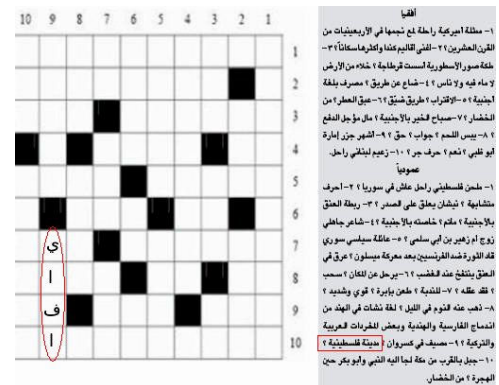 10 9 8 7 6 5 4 3 2 1
1
2
3
4
5
6
7 ي
8 ا
9 ف
10 ا
أفقيا
١- ممثلة أميركية راحلة لمع نجمها في الأربعينيات من
القرن العشرين ؟ ٢- أغنى أقاليم كندا وأكثرها سكاناً ؟ ٣-
ملكة صور الأسطورية أسست قرطاجة ؟ خلاء من الأرض
لا ماء فيه ولا ناس ؟ ٤- ضاع عن طريق ؟ مصرف بلغة
أجنبية ؟ ٥- الاقتراب ؟ طريق ضيّق ؟ ٦- عبق العطر ؟ من
الخضار ؟ ٧- صباح الخير بالأجنبية ؟ مال مؤجل الدفع
؟ ٨- يبس اللحم ؟ جواب ؟ حق ؟ ٩- أشهر جزر إمارة
أبو ظبي ؟ نعم ؟ حرف جر ؟ ١٠- زعيم لبناني راحل.
عمودياً
١- ملحن فلسطيني راحل عاش في سوريا ؟ ٢- أحرف
متشابهة ؟ نيشان يعلق على الصدر ؟ ٣- ربطة العنق
بالأجنبية ؟ ملتم ؟ خاصته بالأجنبية ؟ ٤- شاعر جاهلي
زوج ام زهير بن أبي سلمى ؟ ٥- عائلة سياسي سوري
قاد الثورة ضد الفرنسيين بعد معركة ميسلون ؟ عرق في
العنق ينتفخ عند الغضب ؟ ٦- يرحل عن المكان ؟ سحب
؟ فقد عقله ؟ ٧- للندبة ؟ طعن بإبرة ؟ قوي وشديد ؟
٨- ذهب عنه النوم في الليل ؟ لغة نشأت في الهند من
اندماج الفارسية والهندية وبعض المفردات العربية
والتركية ؟ ٩- مصيف في كسروان ؟ مدينة فلسطينية ؟
١٠- جبل بالقرب من مكة لجأ اليه النبي وأبو بكر حين
الهجرة ؟ من الخضار.